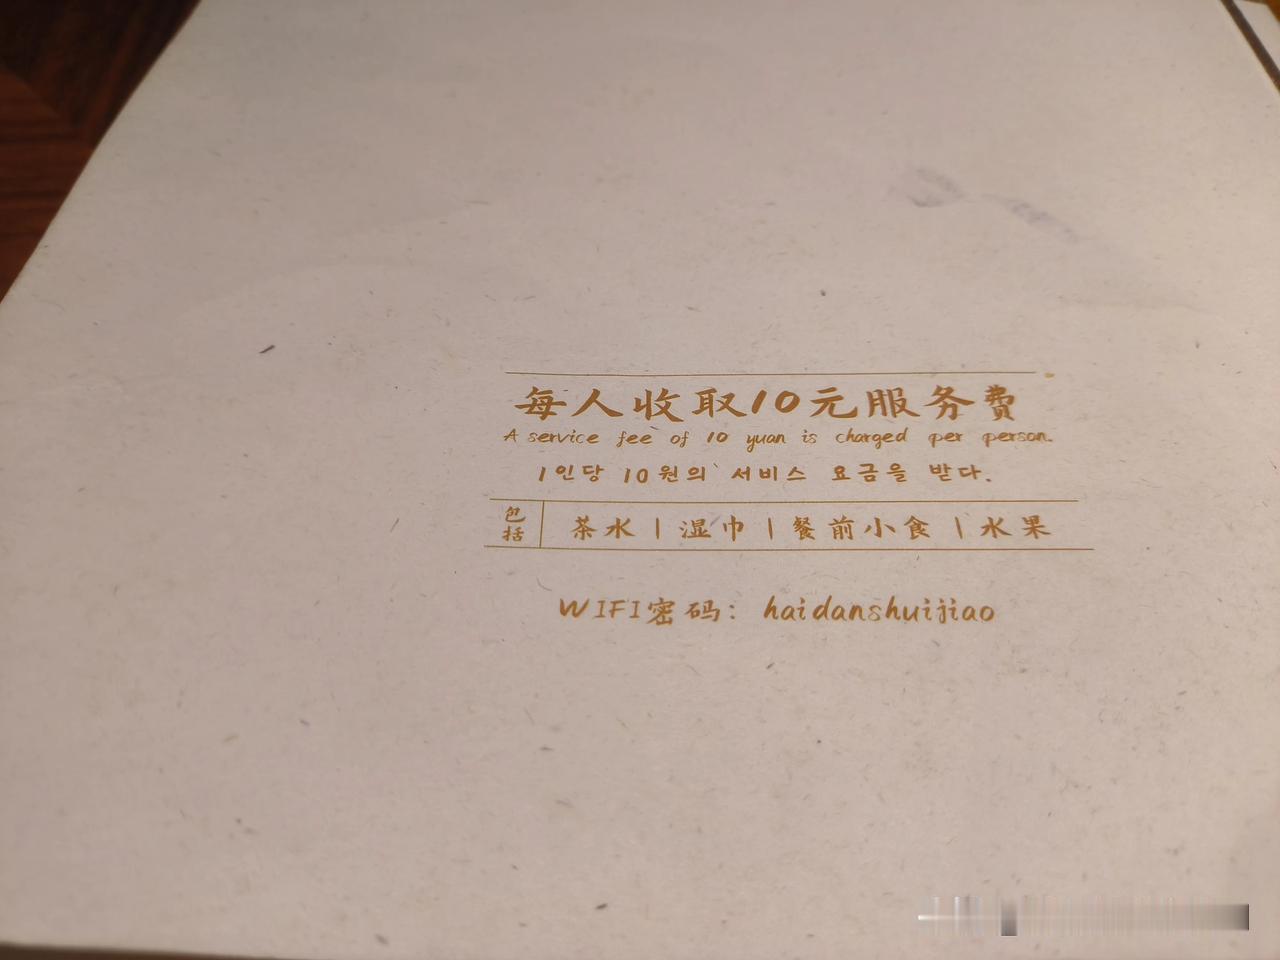 每人收取10元服务费
A service fee of 10 yuan is charged per person.
1인당 10원의 서비스 요금을 받다.
包括 茶水 | 湿巾 | 餐前小食 | 水果
WIFI密码: haidanshuijiao